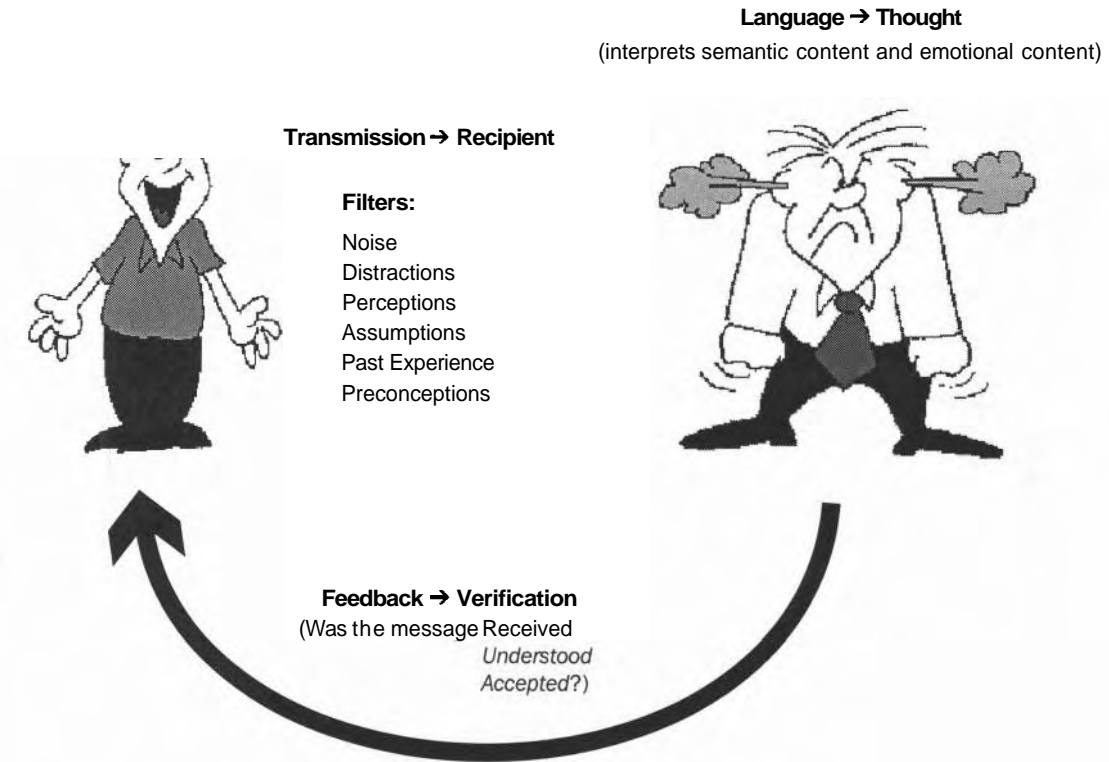 Language ➔ Thought
(interprets semantic content and emotional content)
Transmission ➔ Recipient
Filters:
Noise
Distractions
Perceptions
Assumptions
Past Experience
Preconceptions
Feedback ➔ Verification
(Was the message Received
Understood
Accepted?)